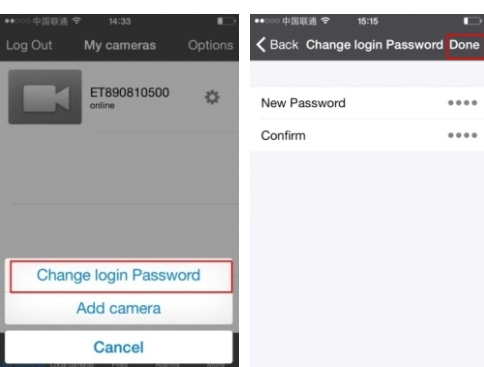 中国联通 14:33
Log Out My cameras Options
ET890810500
online
Change login Password
Add camera
Cancel
中国联通 15:15
Back Change login Password Done
New Password ●●●●
Confirm ●●●●